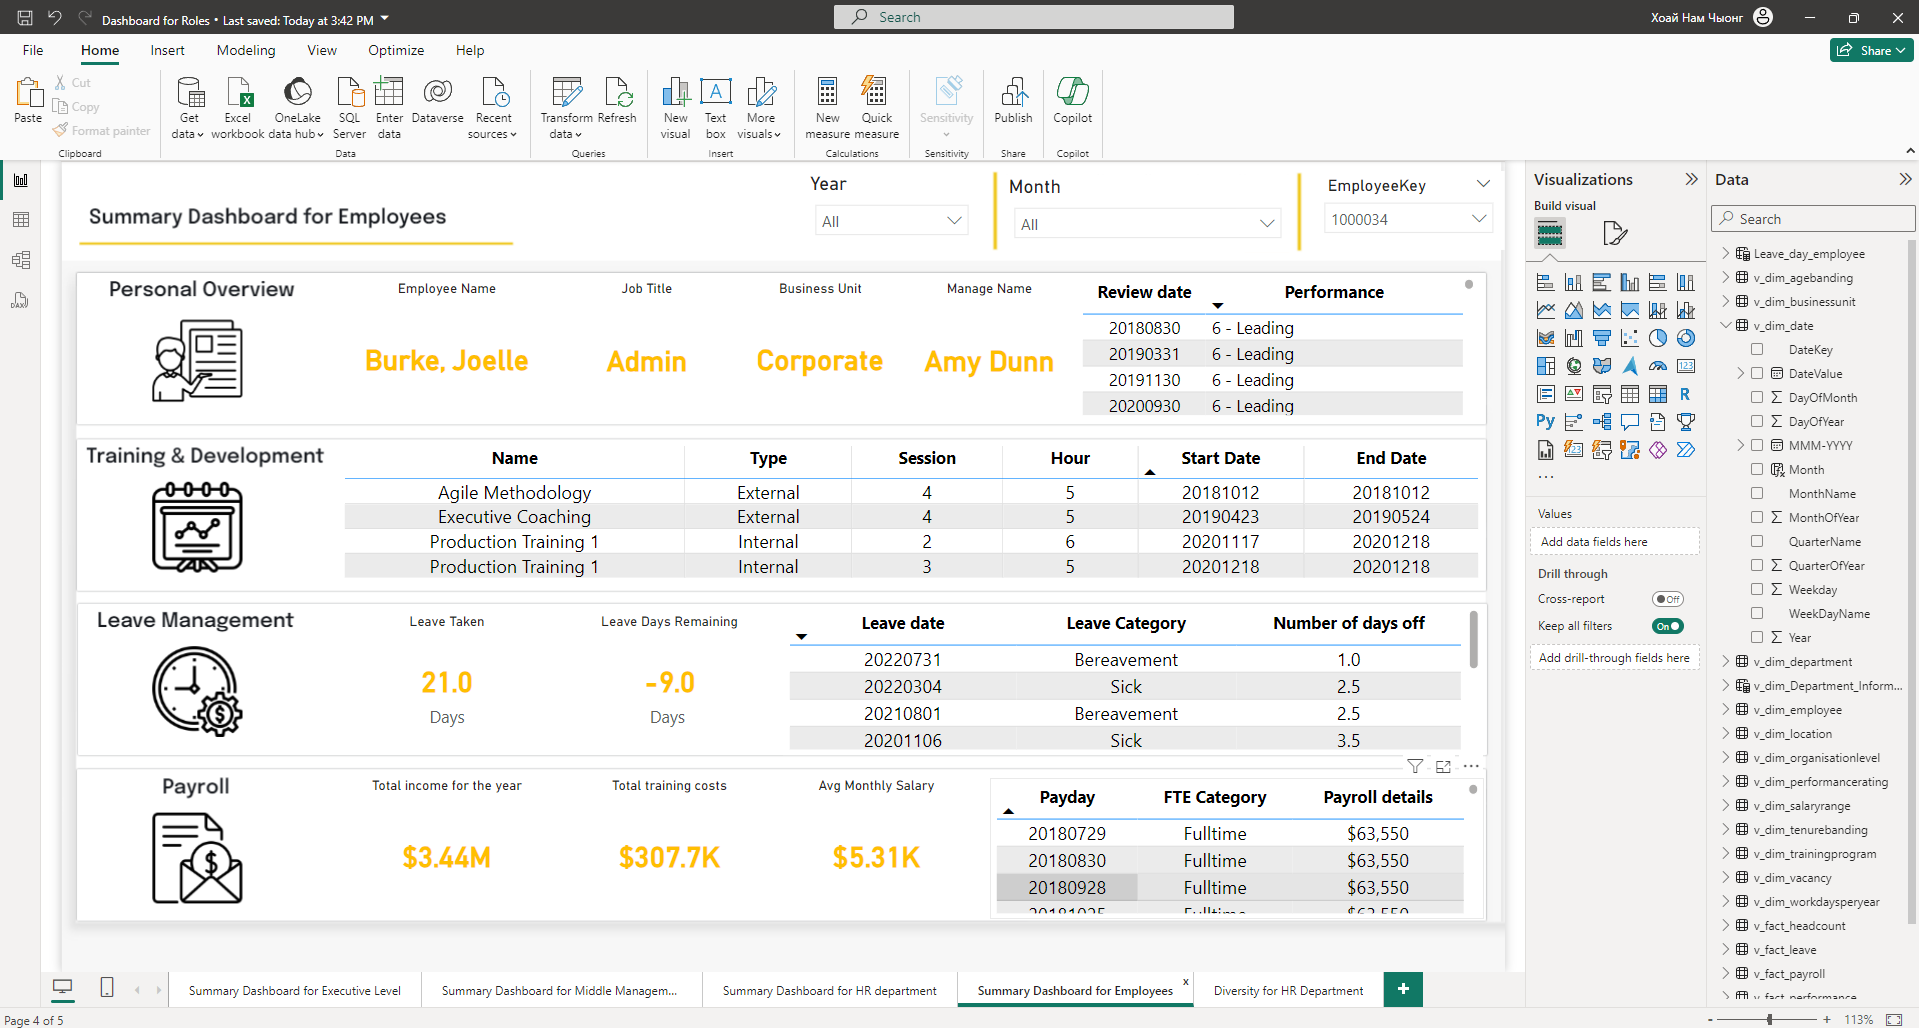 Dashboard for Roles • Last saved: Today at 3:42 PM
Search
Хоай Нам Чыонг
File
Home
Insert
Modeling
View
Optimize
Help
Share
Paste
Cut
Copy
Format painter
Clipboard
Get data
Excel workbook
OneLake data hub
SQL Server
Enter data
Dataverse
Recent sources
Data
Transform data
Refresh
Queries
New visual
Text box
More visuals
Insert
New measure
Quick measure
Calculations
Sensitivity
Sensitivity
Publish
Share
Copilot
Copilot
Summary Dashboard for Employees
Year
All
Month
All
EmployeeKey
1000034
Personal Overview
Employee Name
Burke, Joelle
Job Title
Admin
Business Unit
Corporate
Manage Name
Amy Dunn
Review date Performance
20180830 6 - Leading
20190331 6 - Leading
20191130 6 - Leading
20200930 6 - Leading
Training & Development
Name Type Session Hour Start Date End Date
Agile Methodology External 4 5 20181012 20181012
Executive Coaching External 4 5 20190423 20190524
Production Training 1 Internal 2 6 20201117 20201218
Production Training 1 Internal 3 5 20201218 20201218
Leave Management
Leave Taken
21.0
Days
Leave Days Remaining
-9.0
Days
Leave date Leave Category Number of days off
20220731 Bereavement 1.0
20220304 Sick 2.5
20210801 Bereavement 2.5
20201106 Sick 3.5
Payroll
Total income for the year
$3.44M
Total training costs
$307.7K
Avg Monthly Salary
$5.31K
Payday FTE Category Payroll details
20180729 Fulltime $63,550
20180830 Fulltime $63,550
20180928 Fulltime $63,550
20181025 Fulltime $63,550
Visualizations
Build visual
123
R
Py
123
...
Values
Add data fields here
Drill through
Cross-report
Off
Keep all filters
On
Add drill-through fields here
Data
Search
Leave_day_employee
v_dim_agebanding
v_dim_businessunit
v_dim_date
DateKey
DateValue
DayOfMonth
DayOfYear
MMM-YYYY
Month
MonthName
MonthOfYear
QuarterName
QuarterOfYear
Weekday
WeekDayName
Year
v_dim_department
v_dim_Department_Inform...
v_dim_employee
v_dim_location
v_dim_organisationlevel
v_dim_performancerating
v_dim_salaryrange
v_dim_tenurebanding
v_dim_trainingprogram
v_dim_vacancy
v_dim_workdaysperyear
v_fact_headcount
v_fact_leave
v_fact_payroll
v_fact_performance
Summary Dashboard for Executive Level
Summary Dashboard for Middle Managem...
Summary Dashboard for HR department
Summary Dashboard for Employees
x
Diversity for HR Department
+
Page 4 of 5
- + 113%